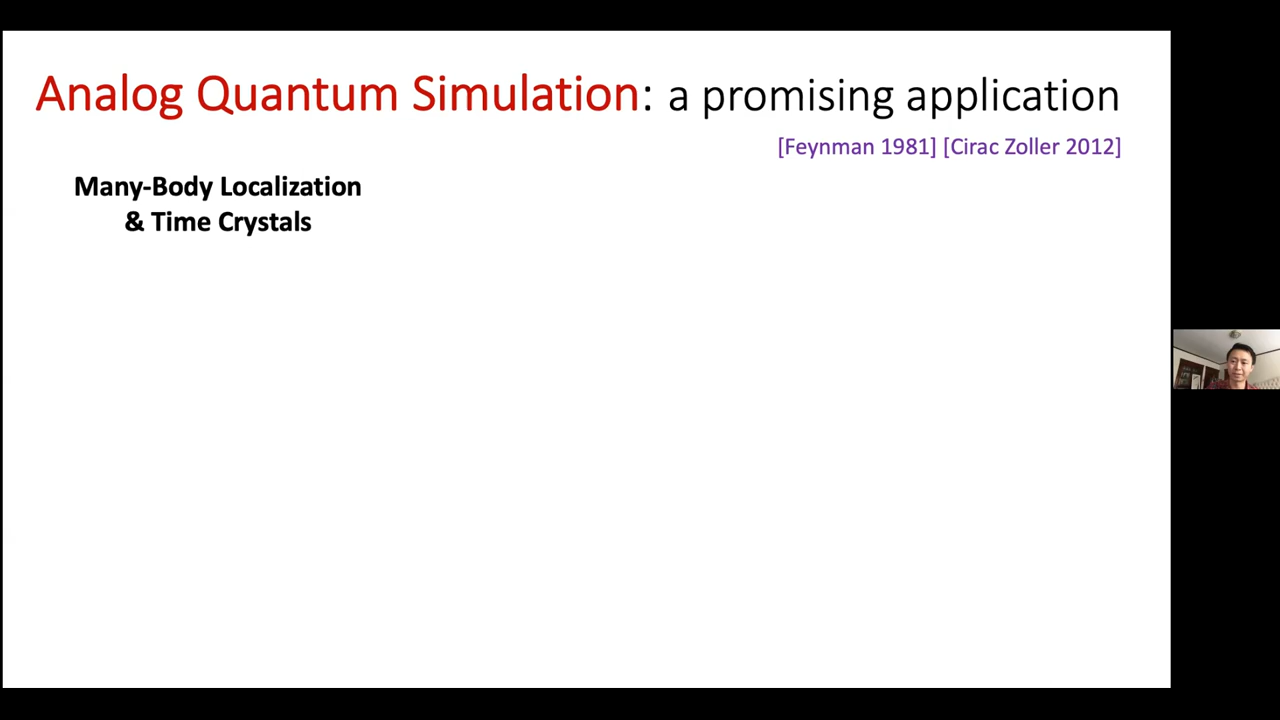 Analog Quantum Simulation: a promising application
[Feynman 1981] [Cirac Zoller 2012]
Many-Body Localization
& Time Crystals